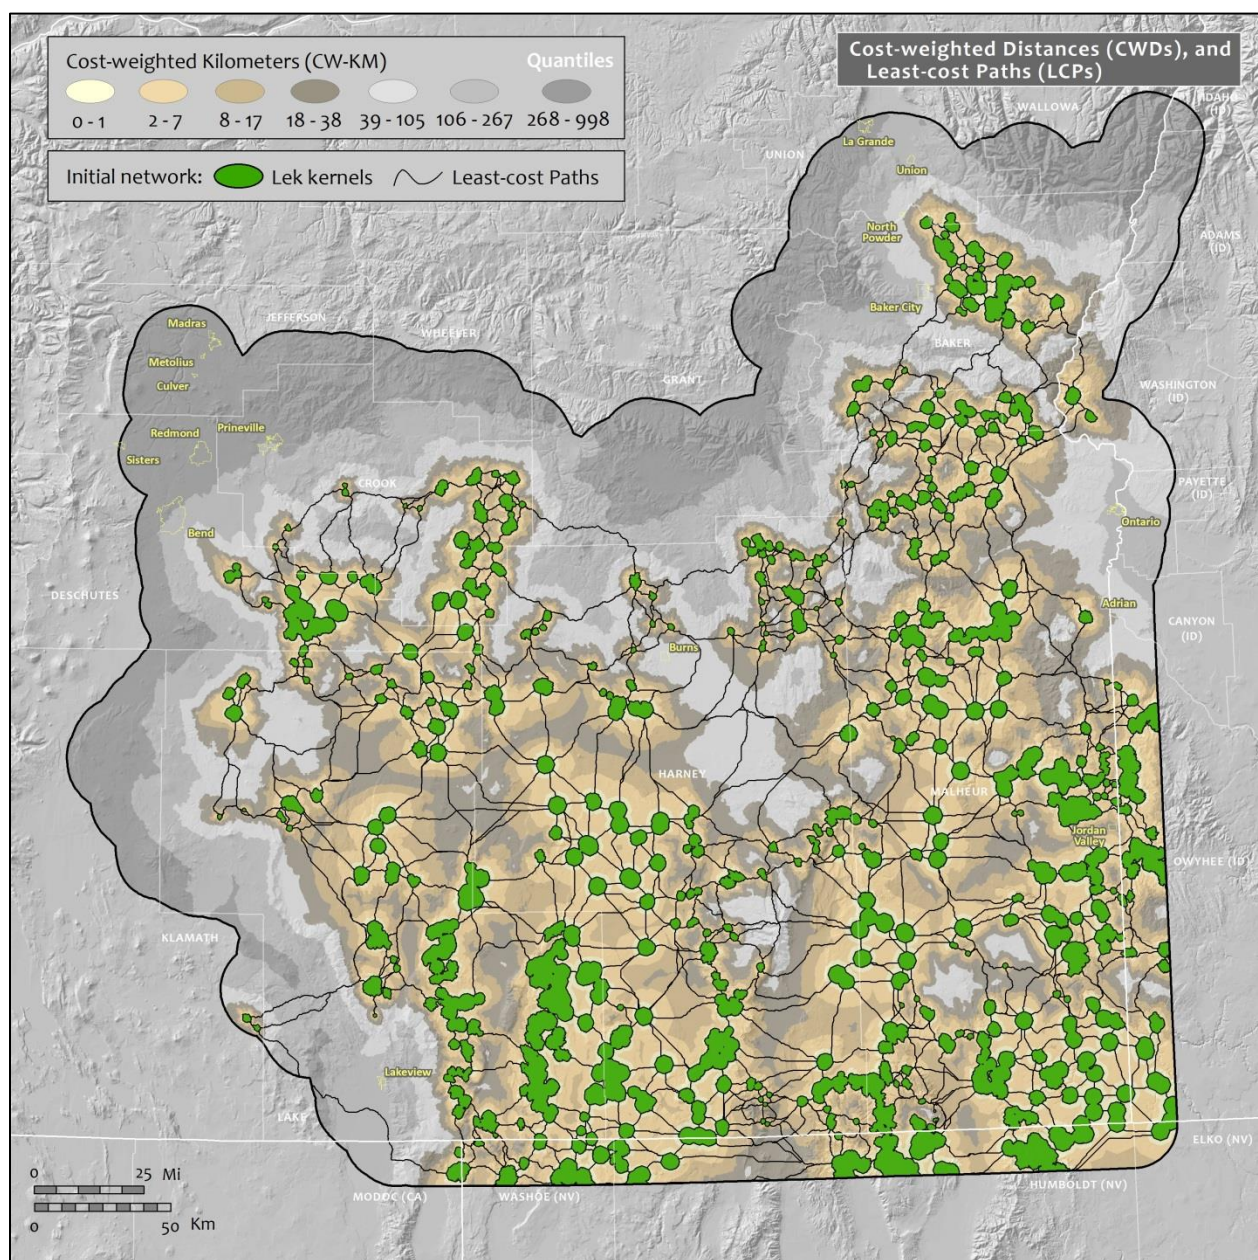 Cost-weighted Kilometers (CW-KM) Quantiles
0 - 1 2 - 7 8 - 17 18 - 38 39 - 105 106 - 267 268 - 998
Initial network: Lek kernels Least-cost Paths
Cost-weighted Distances (CWDs), and
Least-cost Paths (LCPs)
IDAHO
(ID)
WALLOWA
La Grande
UNION
Union
North
Powder
ADAMS
(ID)
Baker City
Madras
JEFFERSON
WHEELER
BAKER
Metolius
Culver
GRANT
WASHINGTON
(ID)
Redmond
Prineville
Sisters
CROOK
PAYETTE
(ID)
Ontario
Bend
DESCHUTES
Adrian
CANYON
(ID)
Burns
HARNEY
MALHEUR
Jordan
Valley
OWYHEE (ID)
KLAMATH
Lakeview
LAKE
ELKO (NV)
0 25 Mi
0 50 Km
MODOC (CA)
WASHOE (NV)
HUMBOLDT (NV)